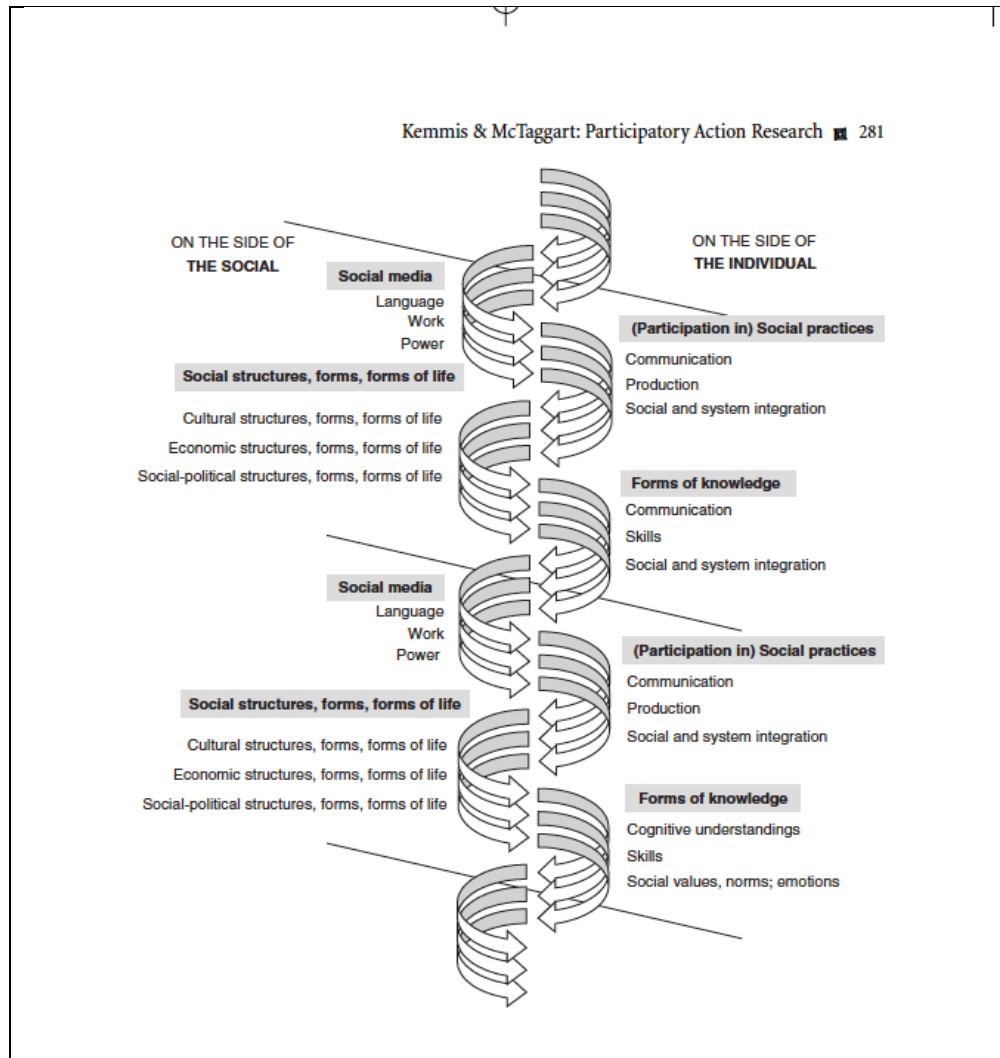 Kemmis & McTaggart: Participatory Action Research 281
ON THE SIDE OF
THE SOCIAL
ON THE SIDE OF
THE INDIVIDUAL
Social media
Language
Work
Power
(Participation in) Social practices
Communication
Production
Social and system integration
Social structures, forms, forms of life
Cultural structures, forms, forms of life
Economic structures, forms, forms of life
Social-political structures, forms, forms of life
Forms of knowledge
Communication
Skills
Social and system integration
Social media
Language
Work
Power
(Participation in) Social practices
Communication
Production
Social and system integration
Social structures, forms, forms of life
Cultural structures, forms, forms of life
Economic structures, forms, forms of life
Social-political structures, forms, forms of life
Forms of knowledge
Cognitive understandings
Skills
Social values, norms; emotions